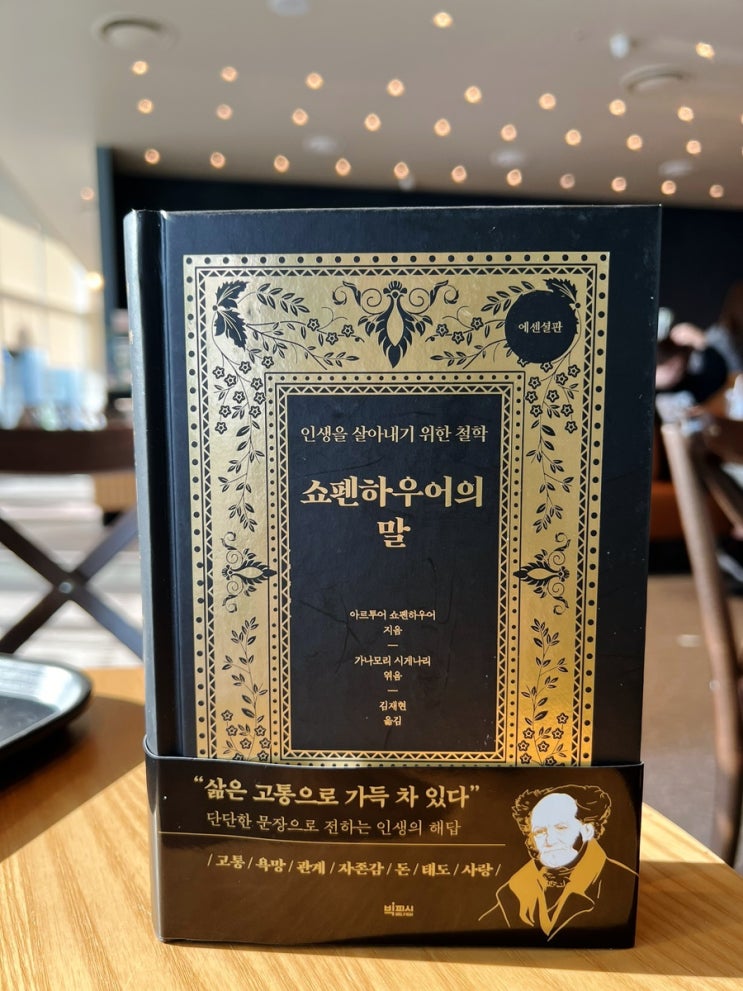 에센셜판
인생을 살아내기 위한 철학
쇼펜하우어의
말
아르투어 쇼펜하우어
지음
가나모리 시게나리
엮음
김재현
옮김
“삶은 고통으로 가득 차 있다”
단단한 문장으로 전하는 인생의 해답
/ 고통 / 욕망 / 관계 / 자존감 / 돈 / 태도 / 사랑 /
빅피시